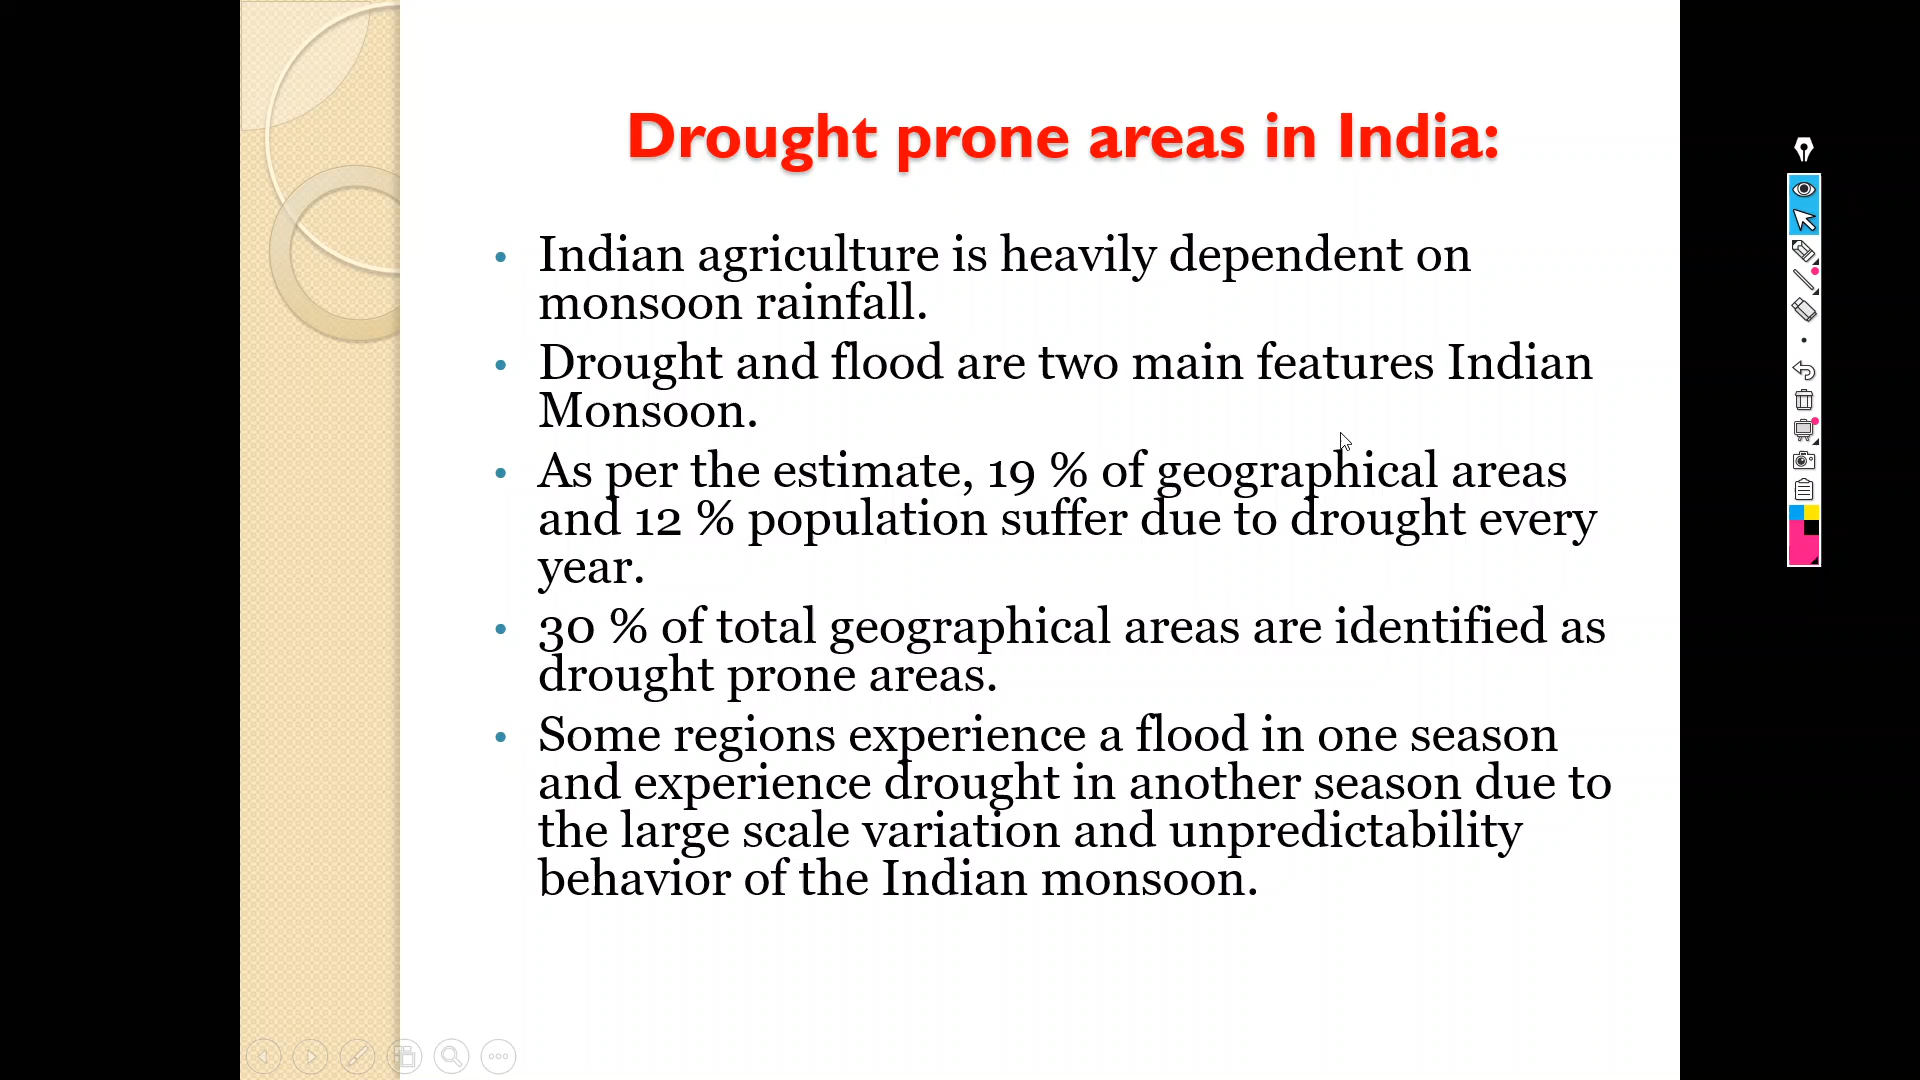 Drought prone areas in India:
• Indian agriculture is heavily dependent on
monsoon rainfall.
• Drought and flood are two main features Indian
Monsoon.
• As per the estimate, 19 % of geographical areas
and 12 % population suffer due to drought every
year.
• 30 % of total geographical areas are identified as
drought prone areas.
• Some regions experience a flood in one season
and experience drought in another season due to
the large scale variation and unpredictability
behavior of the Indian monsoon.